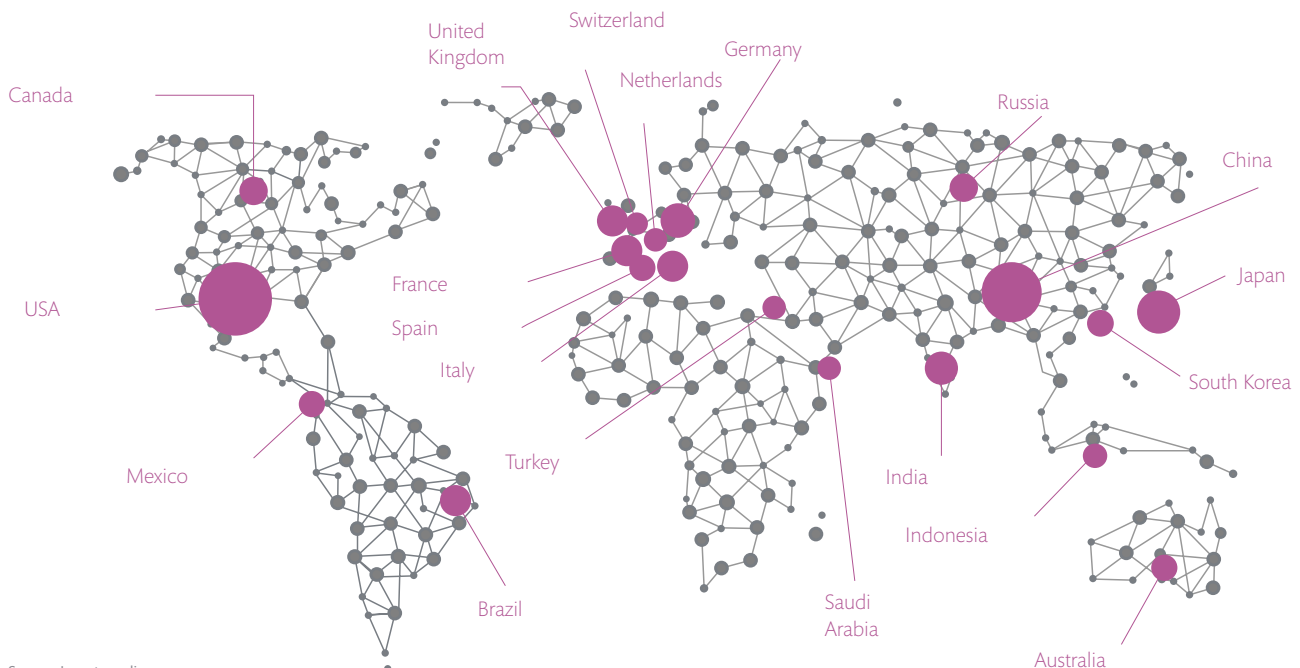 Switzerland
United
Kingdom
Germany
Netherlands
Canada
Russia
China
France
Japan
USA
Spain
Italy
South Korea
Mexico
Turkey
India
Indonesia
Brazil
Saudi
Arabia
Australia